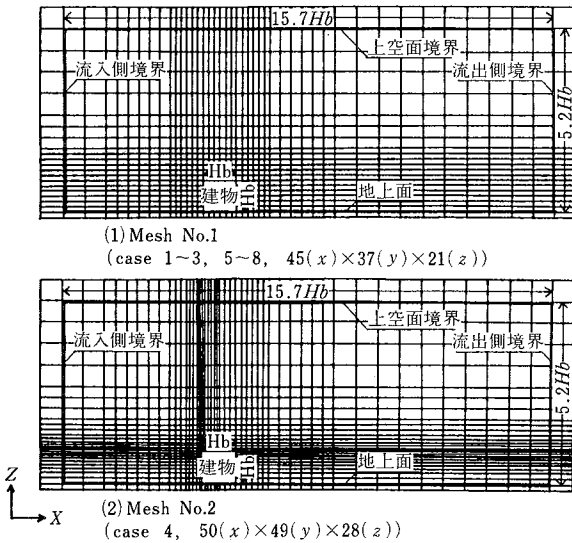 15.7Hb
上空面境界
流入側境界
流出側境界
5.2Hb
Hb
建物
Hb
地上面
(1) Mesh No.1
(case 1~3, 5~8, 45(x)×37(y)×21(z))
15.7Hb
上空面境界
流入側境界
流出側境界
5.2Hb
Hb
建物
Hb
地上面
Z
X
(2) Mesh No.2
(case 4, 50(x)×49(y)×28(z))